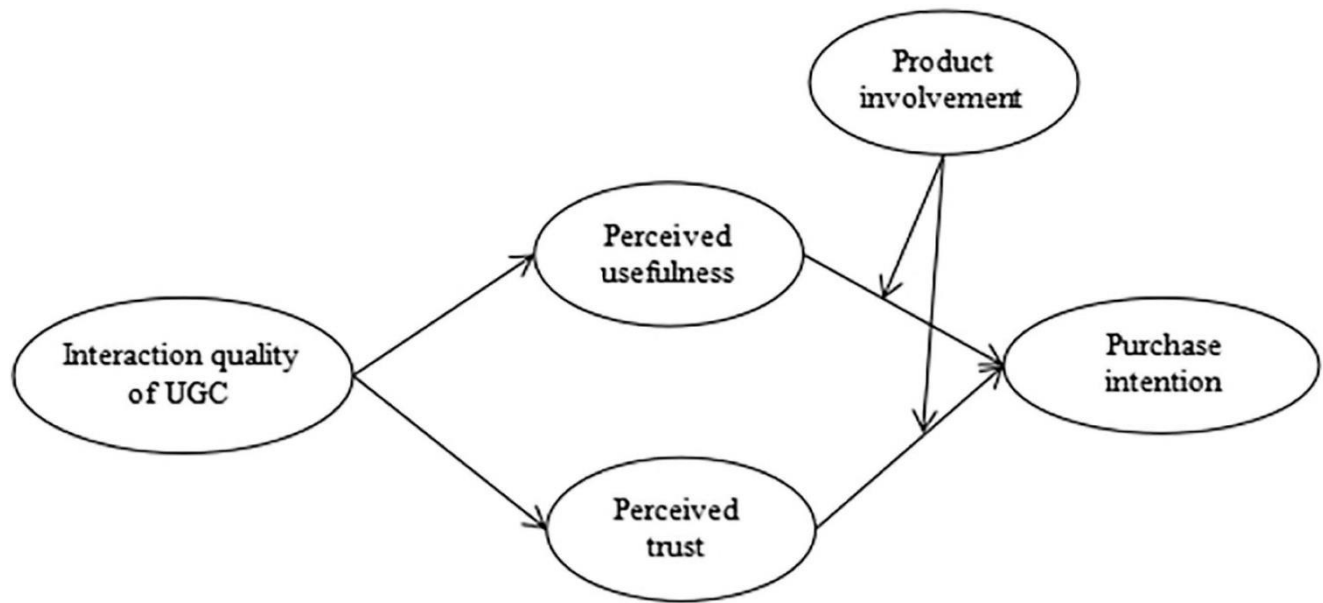 Product
involvement
Perceived
usefulness
Interaction quality
of UGC
Purchase
intention
Perceived
trust